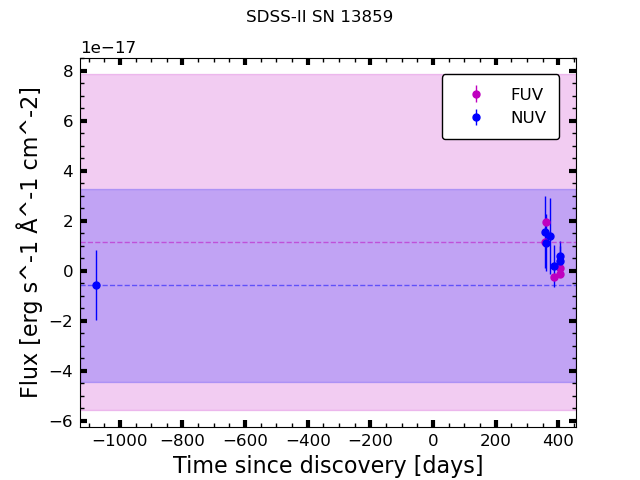 SDSS-II SN 13859
1e−17
FUV
NUV
8
6
4
2
0
−2
−4
−6
Flux [erg s^-1 Å^-1 cm^-2]
−1000 −800 −600 −400 −200 0 200 400
Time since discovery [days]